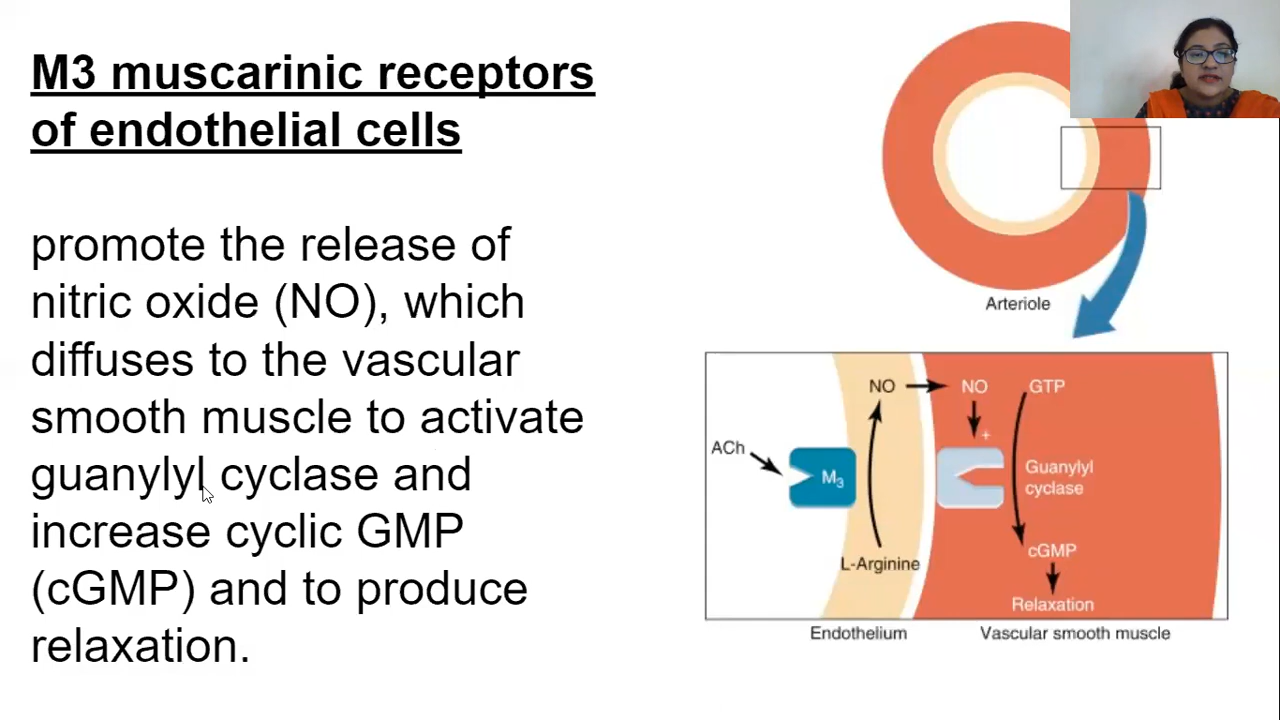 M3 muscarinic receptors
of endothelial cells
promote the release of
nitric oxide (NO), which
diffuses to the vascular
smooth muscle to activate
guanylyl cyclase and
increase cyclic GMP
(cGMP) and to produce
relaxation.
Arteriole
NO
NO
GTP
+
ACh
M3
Guanylyl
cyclase
cGMP
L-Arginine
Relaxation
Endothelium
Vascular smooth muscle